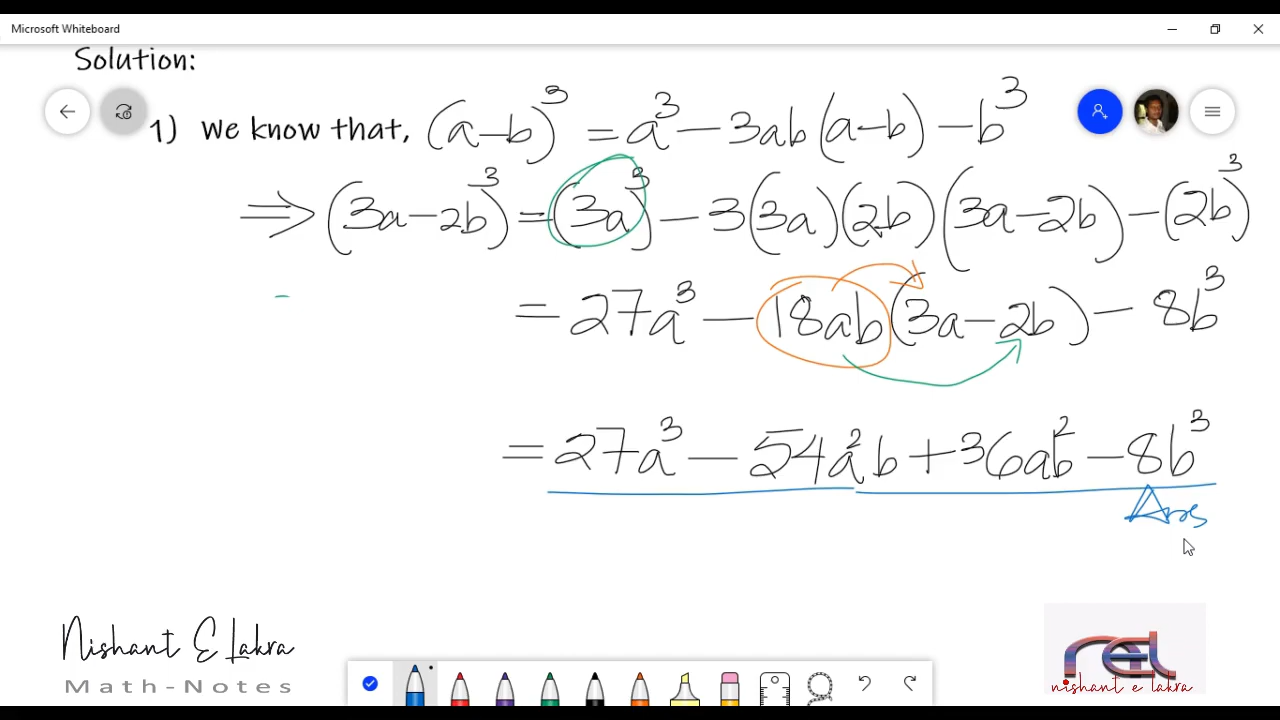 Microsoft Whiteboard
Solution:
1) We know that, (a-b)³ = a³ - 3ab(a-b) - b³
⇒ (3a-2b)³ = (3a)³ - 3(3a)(2b)(3a-2b) - (2b)³
= 27a³ - 18ab(3a-2b) - 8b³
= 27a³ - 54a²b + 36ab² - 8b³
Ans
Nishant E Lakra
Math-Notes
nel
nishant e lakra